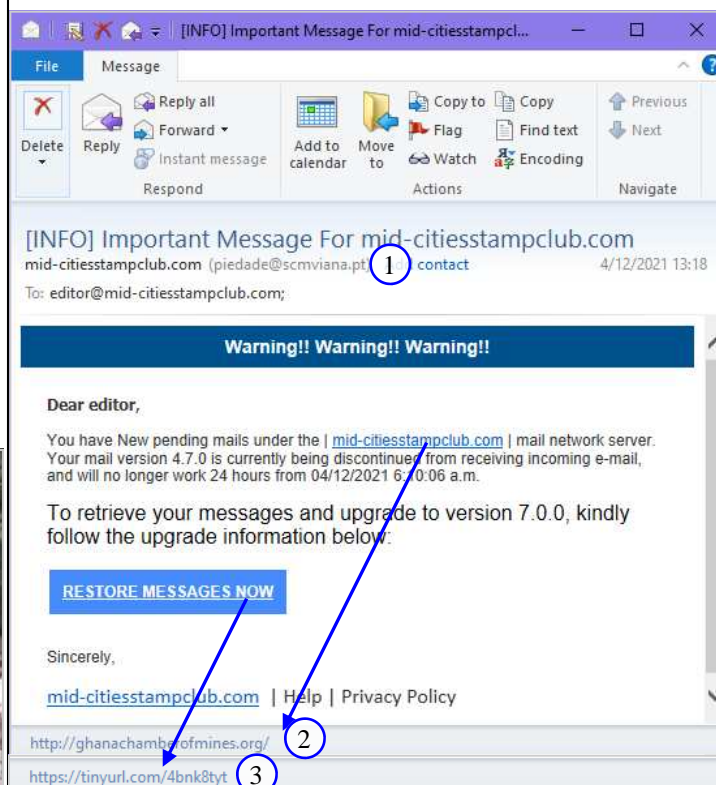 [INFO] Important Message For mid-citiesstampcl...
File Message
Delete
Reply
Reply all
Forward
Instant message
Respond
Add to calendar
Move to
Copy to
Flag
Watch
Copy
Find text
Encoding
Actions
Previous
Next
Navigate
[INFO] Important Message For mid-citiesstampclub.com
mid-citiesstampclub.com (piedade@scmviana.pt) 1 contact 4/12/2021 13:18
To: editor@mid-citiesstampclub.com;
Warning!! Warning!! Warning!!
Dear editor,
You have New pending mails under the | mid-citiesstampclub.com | mail network server.
Your mail version 4.7.0 is currently being discontinued from receiving incoming e-mail,
and will no longer work 24 hours from 04/12/2021 6:10:06 a.m.
To retrieve your messages and upgrade to version 7.0.0, kindly
follow the upgrade information below:
RESTORE MESSAGES NOW
Sincerely,
mid-citiesstampclub.com | Help | Privacy Policy
http://ghanachamberofmines.org/ 2
https://tinyurl.com/4bnk8tyt 3